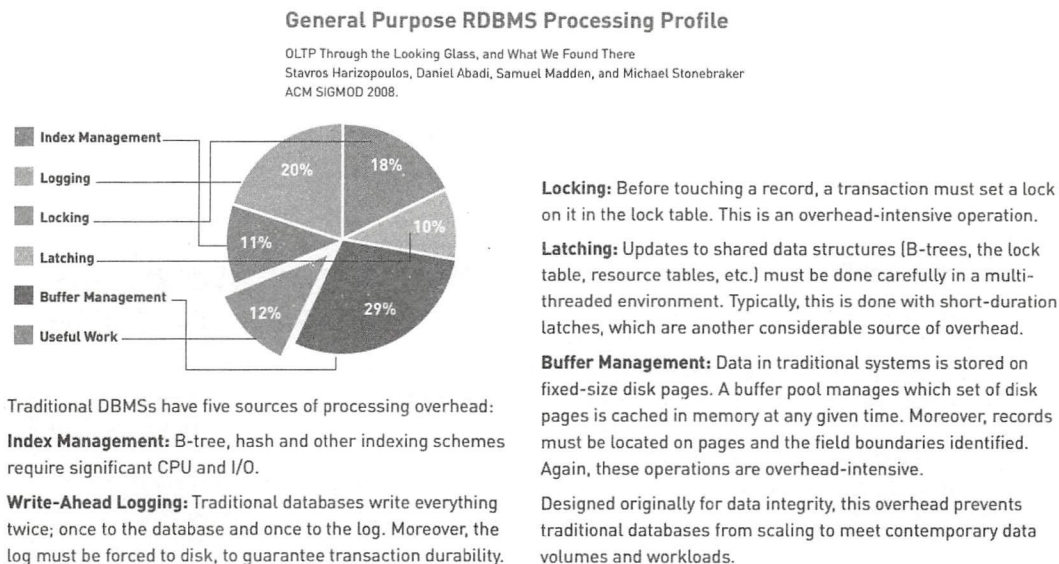 General Purpose RDBMS Processing Profile
OLTP Through the Looking Glass, and What We Found There
Stavros Harizopoulos, Daniel Abadi, Samuel Madden, and Michael Stonebraker
ACM SIGMOD 2008.
Index Management
Logging
Locking
Latching
Buffer Management
Useful Work
20%
18%
11%
10%
12%
29%
Traditional DBMSs have five sources of processing overhead:
Index Management: B-tree, hash and other indexing schemes
require significant CPU and I/O.
Write-Ahead Logging: Traditional databases write everything
twice; once to the database and once to the log. Moreover, the
log must be forced to disk, to guarantee transaction durability.
Locking: Before touching a record, a transaction must set a lock
on it in the lock table. This is an overhead-intensive operation.
Latching: Updates to shared data structures (B-trees, the lock
table, resource tables, etc.) must be done carefully in a multi-
threaded environment. Typically, this is done with short-duration
latches, which are another considerable source of overhead.
Buffer Management: Data in traditional systems is stored on
fixed-size disk pages. A buffer pool manages which set of disk
pages is cached in memory at any given time. Moreover, records
must be located on pages and the field boundaries identified.
Again, these operations are overhead-intensive.
Designed originally for data integrity, this overhead prevents
traditional databases from scaling to meet contemporary data
volumes and workloads.